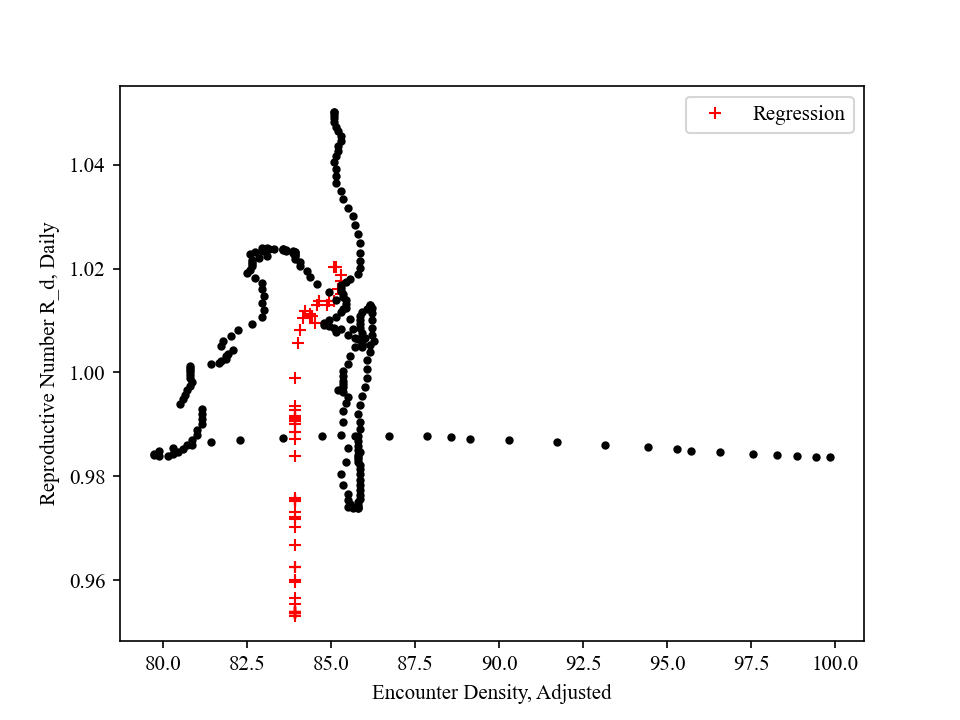 Regression
1.04
1.02
1.00
0.98
0.96
Reproductive Number R_d, Daily
80.0 82.5 85.0 87.5 90.0 92.5 95.0 97.5 100.0
Encounter Density, Adjusted